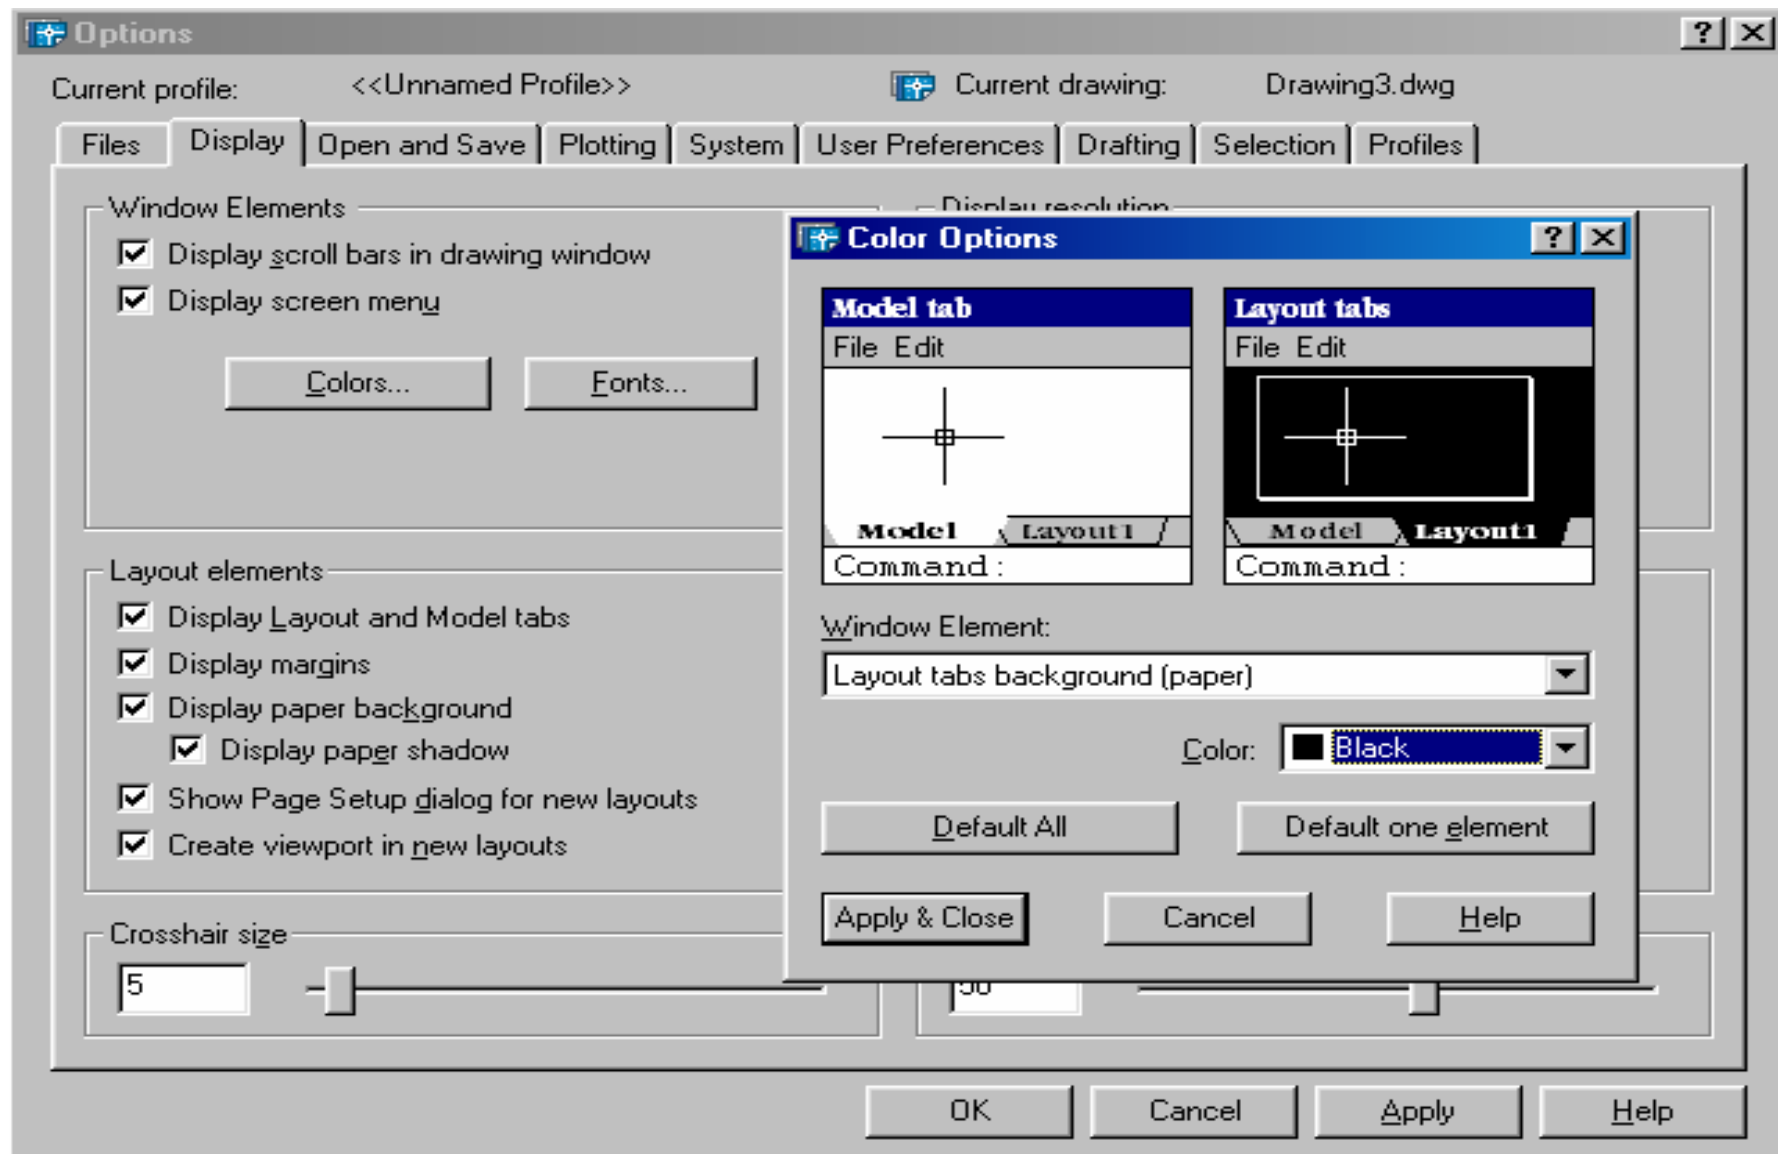 Options
Current profile: <<Unnamed Profile>> Current drawing: Drawing3.dwg
Files Display Open and Save Plotting System User Preferences Drafting Selection Profiles
Window Elements
Display scroll bars in drawing window
Display screen menu
Colors... Fonts...
Layout elements
Display Layout and Model tabs
Display margins
Display paper background
Display paper shadow
Show Page Setup dialog for new layouts
Create viewport in new layouts
Crosshair size
5
Display resolution
Color Options
Model tab
File Edit
Model Layout1
Command:
Layout tabs
File Edit
Model Layout1
Command:
Window Element:
Layout tabs background (paper)
Color: Black
Default All Default one element
Apply & Close Cancel Help
50
OK Cancel Apply Help